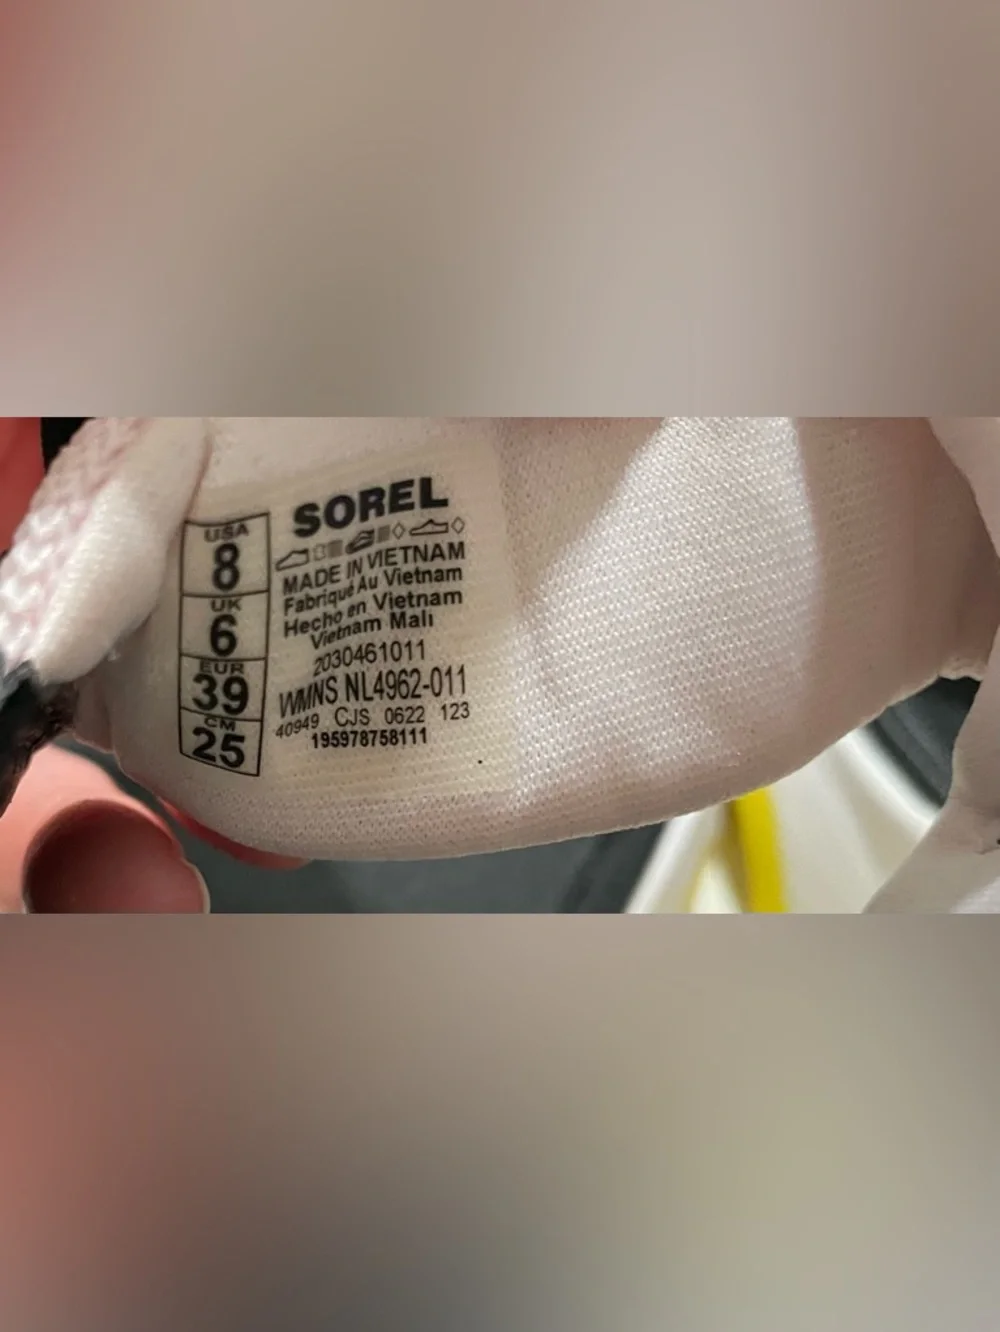 SOREL
USA
8
UK
6
EUR
39
CM
25
MADE IN VIETNAM
Fabriqué Au Vietnam
Hecho en Vietnam
Vietnam Malı
2030461011
WMNS NL4962-011
40949 CJS 0622 123
195978758111